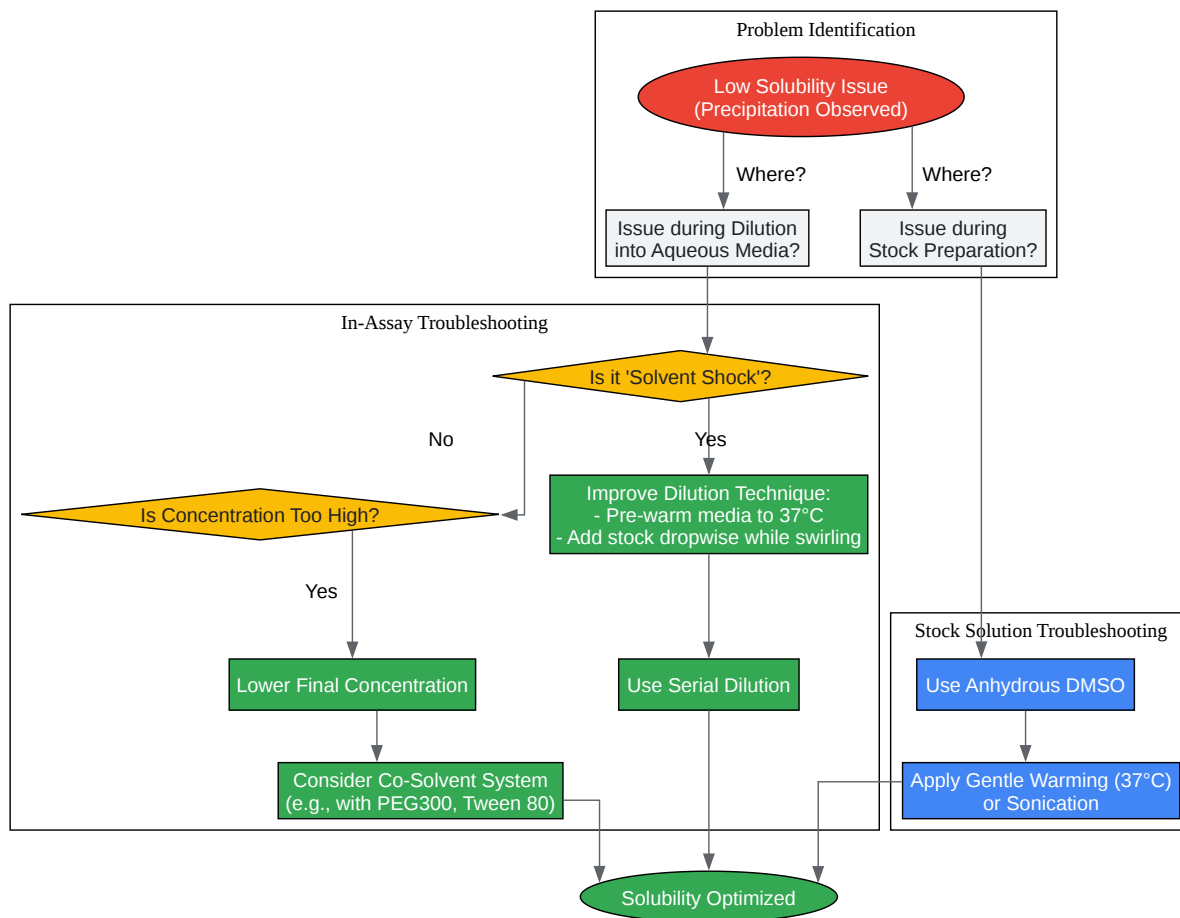 Problem Identification
Low Solubility Issue
(Precipitation Observed)
Where?
Where?
Issue during Dilution
into Aqueous Media?
Issue during
Stock Preparation?
In-Assay Troubleshooting
Is it 'Solvent Shock'?
No
Yes
Is Concentration Too High?
Improve Dilution Technique:
- Pre-warm media to 37°C
- Add stock dropwise while swirling
Yes
Stock Solution Troubleshooting
Lower Final Concentration
Use Serial Dilution
Use Anhydrous DMSO
Consider Co-Solvent System
(e.g., with PEG300, Tween 80)
Apply Gentle Warming (37°C)
or Sonication
Solubility Optimized